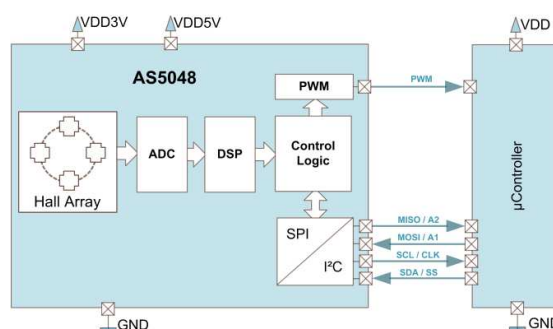 VDD3V
VDD5V
VDD
AS5048
PWM
PWM
Hall Array
ADC
DSP
Control
Logic
µController
SPI
I²C
MISO / A2
MOSI / A1
SCL / CLK
SDA / SS
GND
GND